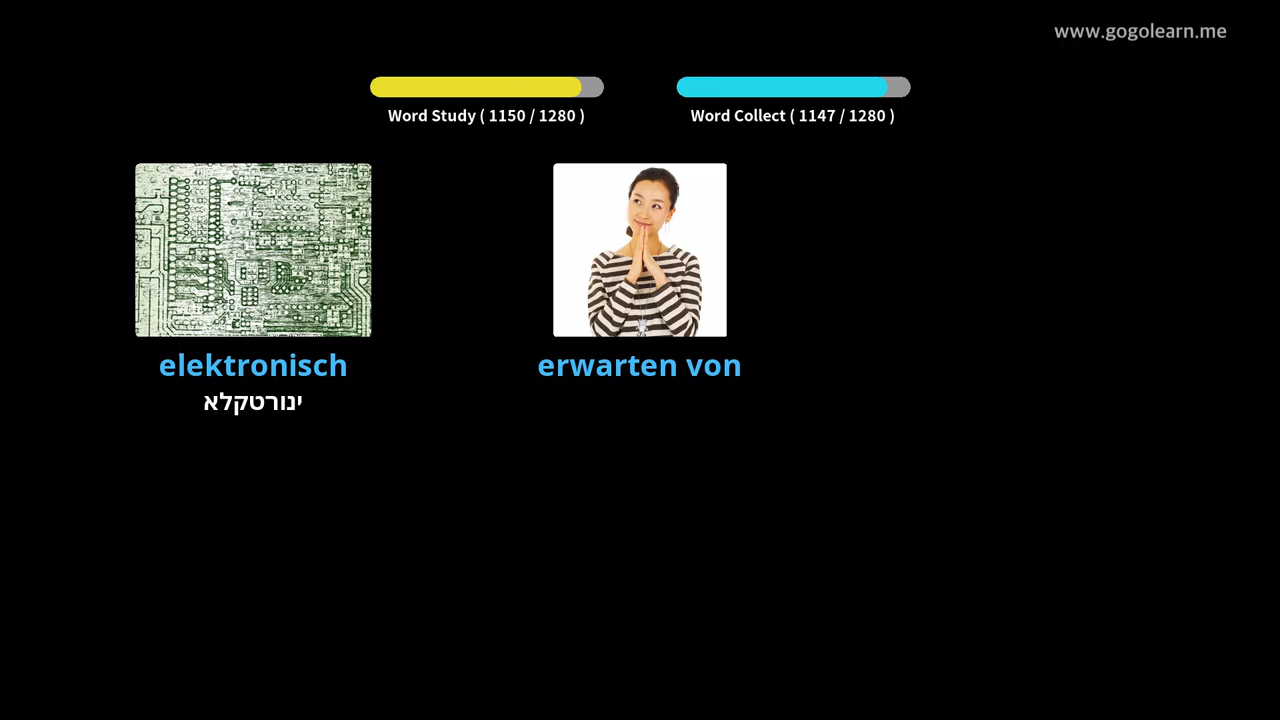 www.gogolearn.me
Word Study ( 1150 / 1280 )
Word Collect ( 1147 / 1280 )
elektronisch
ינורטקלא
erwarten von